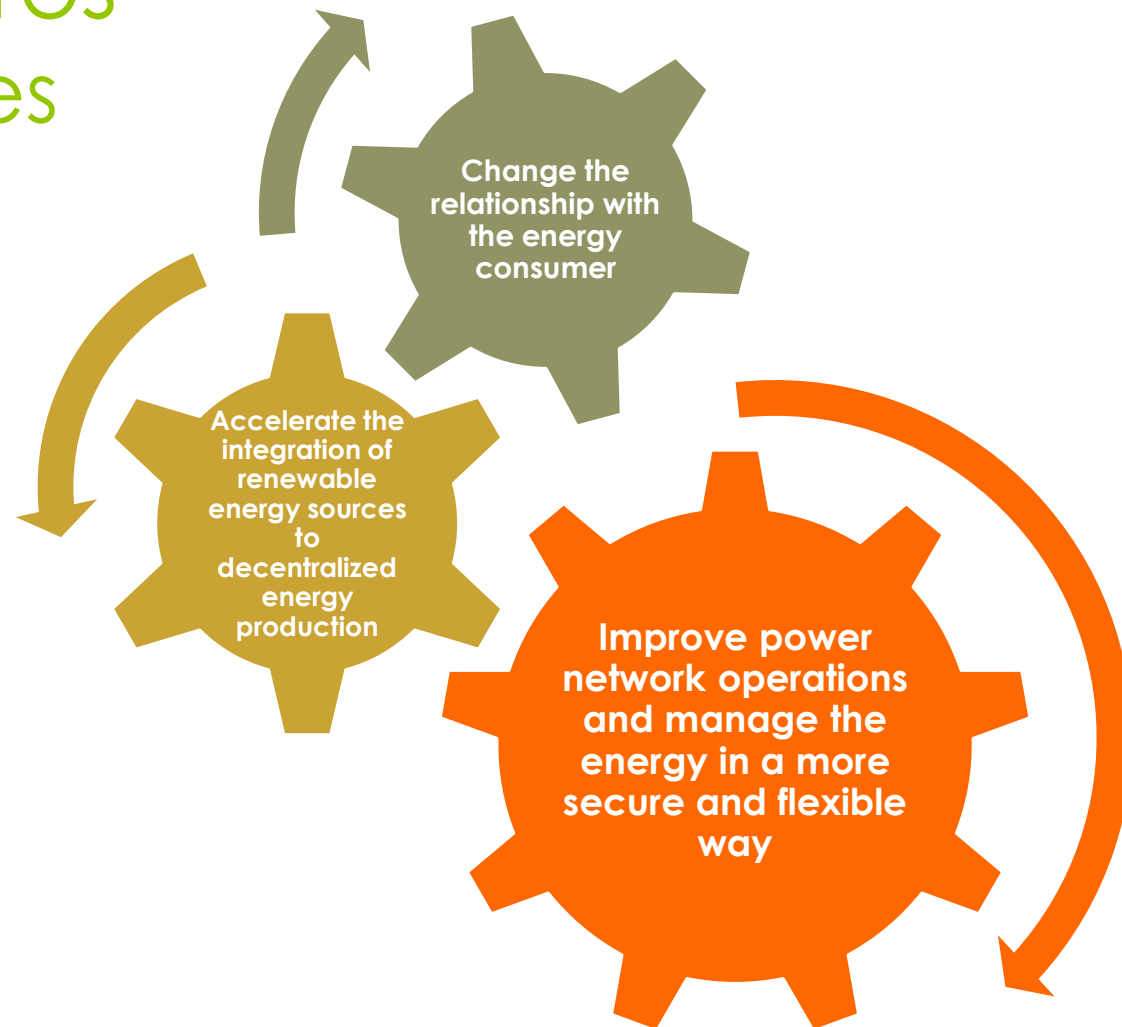 es
Change the
relationship with
the energy
consumer
Accelerate the
integration of
renewable
energy sources
to
decentralized
energy
production
Improve power
network operations
and manage the
energy in a more
secure and flexible
way